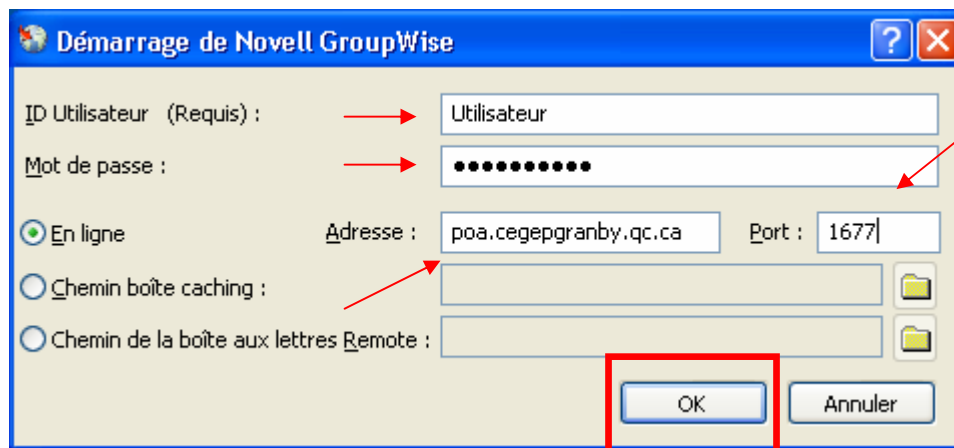 Démarrage de Novell GroupWise
ID Utilisateur (Requis) : Utilisateur
Mot de passe : ●●●●●●●●●●
En ligne Adresse : poa.cegepgranby.qc.ca Port : 1677
Chemin boîte caching :
Chemin de la boîte aux lettres Remote :
OK Annuler